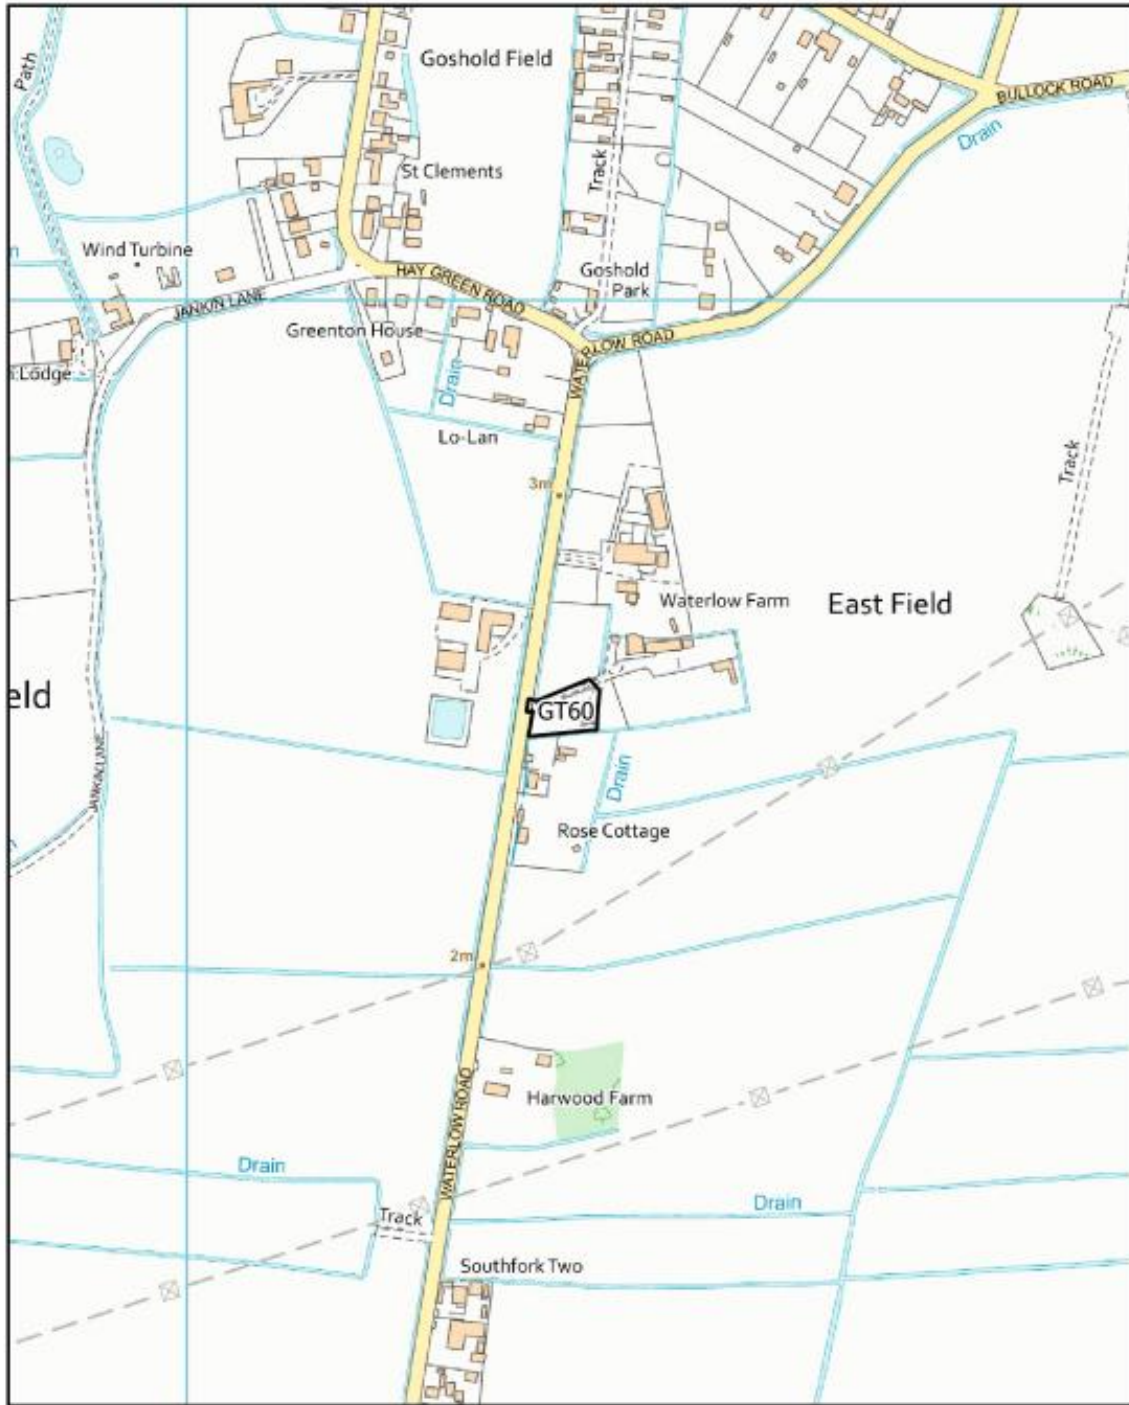 Path
Goshold Field
BULLOCK ROAD
Drain
Track
St Clements
Wind Turbine
n
HAY GREEN ROAD
Goshold
Park
JANKIN LANE
Greenton House
WATERLOW ROAD
Lodge
Drain
Lo-Lan
Track
3m
Waterlow Farm
East Field
eld
GT60
JANKIN LANE
Drain
Rose Cottage
2m
WATERLOW ROAD
Harwood Farm
Drain
Drain
Track
Southfork Two